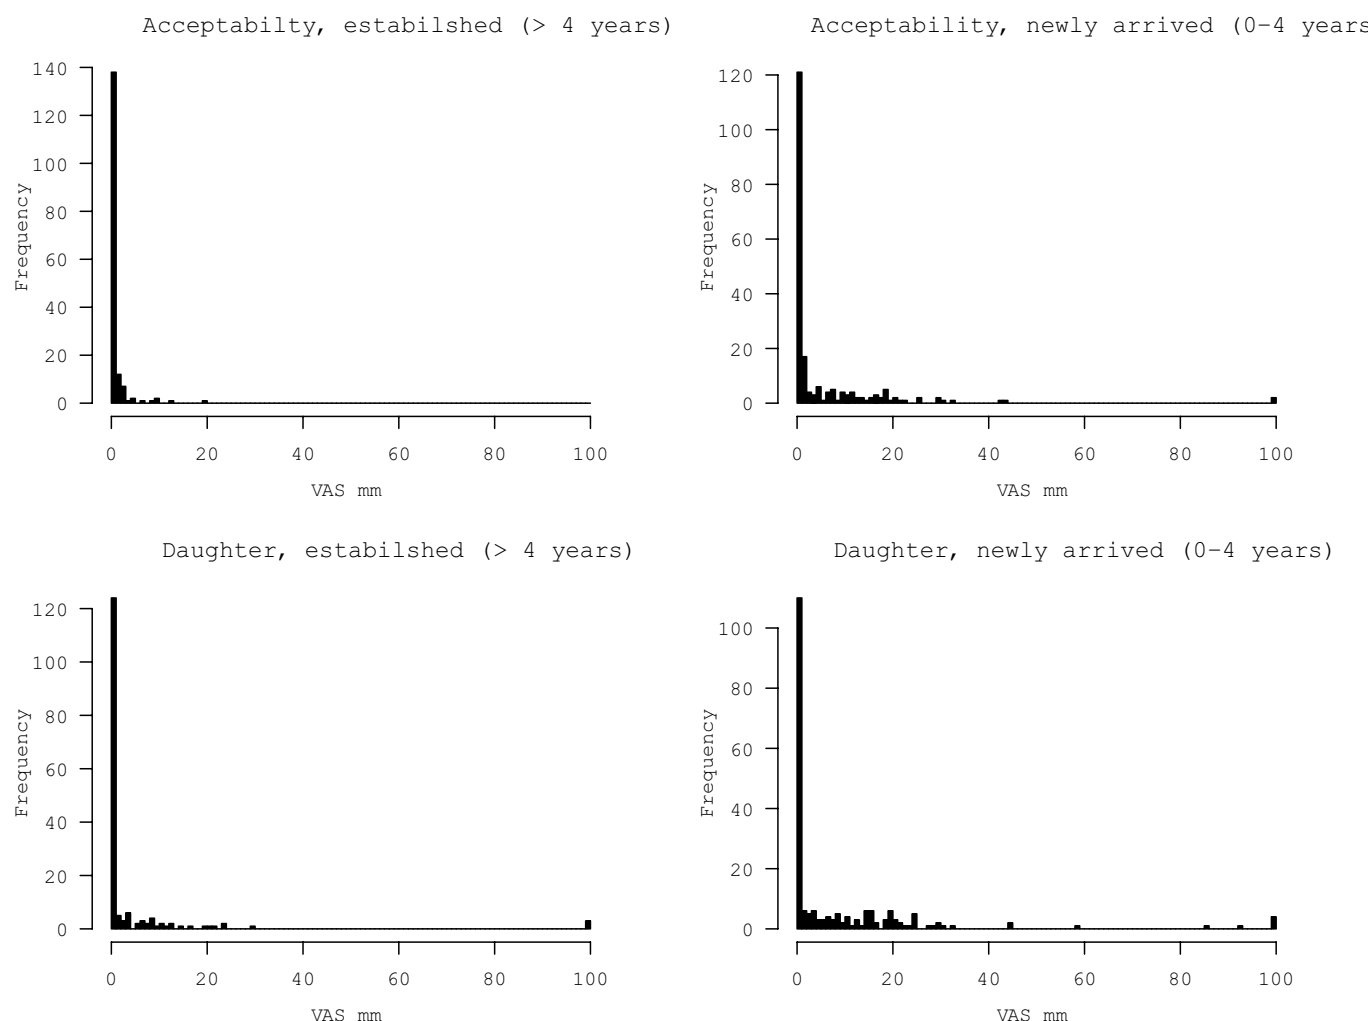 Acceptabilty, estabilshed (> 4 years)
140
120
100
80
60
40
20
0
Frequency
0 20 40 60 80 100
VAS mm
Acceptability, newly arrived (0−4 years
120
100
80
60
40
20
0
Frequency
0 20 40 60 80 100
VAS mm
Daughter, estabilshed (> 4 years)
120
100
80
60
40
20
0
Frequency
0 20 40 60 80 100
VAS mm
Daughter, newly arrived (0−4 years)
100
80
60
40
20
0
Frequency
0 20 40 60 80 100
VAS mm